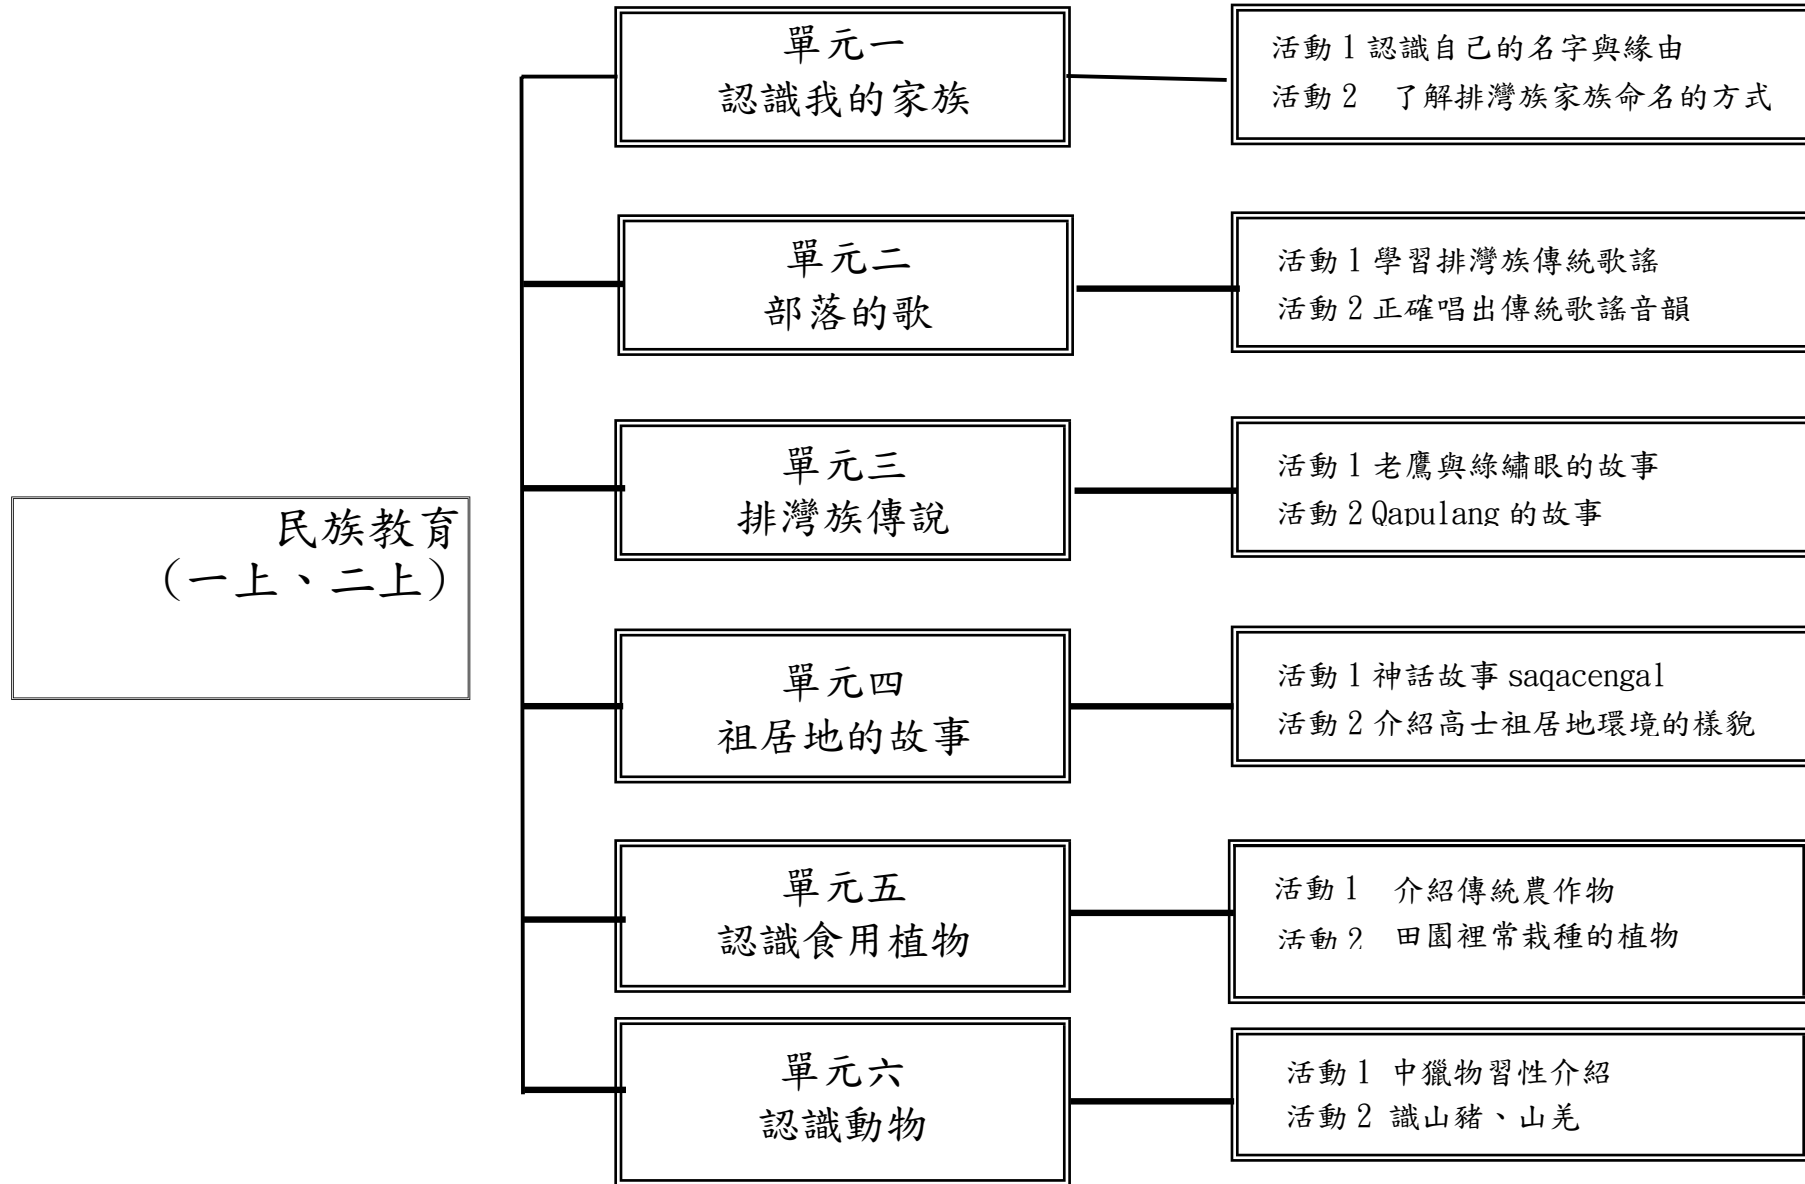 民族教育
(一上、二上)
單元一
認識我的家族
活動 1 認識自己的名字與緣由
活動 2 了解排灣族家族命名的方式
單元二
部落的歌
活動 1 學習排灣族傳統歌謠
活動 2 正確唱出傳統歌謠音韻
單元三
排灣族傳說
活動 1 老鷹與綠繡眼的故事
活動 2 Qapulang 的故事
單元四
祖居地的故事
活動 1 神話故事 saqacengal
活動 2 介紹高士祖居地環境的樣貌
單元五
認識食用植物
活動 1 介紹傳統農作物
活動 2 田園裡常栽種的植物
單元六
認識動物
活動 1 中獵物習性介紹
活動 2 識山豬、山羌